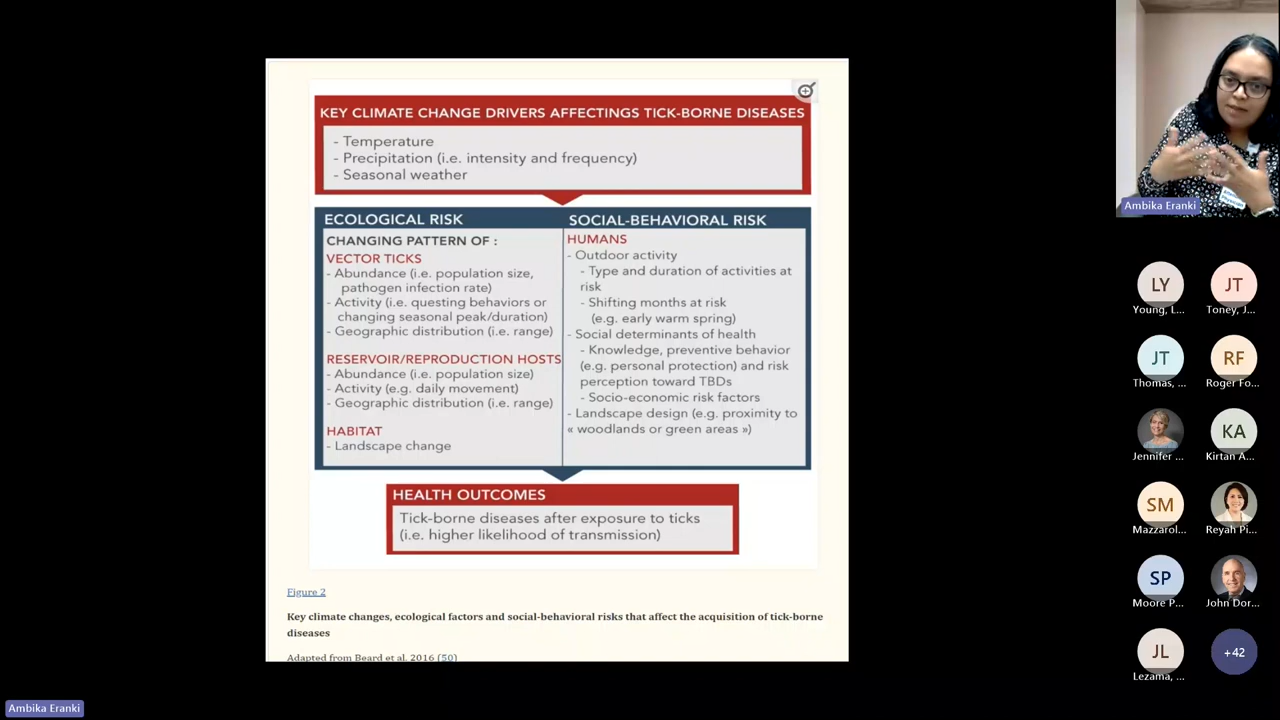 KEY CLIMATE CHANGE DRIVERS AFFECTINGS TICK-BORNE DISEASES
- Temperature
- Precipitation (i.e. intensity and frequency)
- Seasonal weather
ECOLOGICAL RISK
CHANGING PATTERN OF :
VECTOR TICKS
- Abundance (i.e. population size,
pathogen infection rate)
- Activity (i.e. questing behaviors or
changing seasonal peak/duration)
- Geographic distribution (i.e. range)
RESERVOIR/REPRODUCTION HOSTS
- Abundance (i.e. population size)
- Activity (e.g. daily movement)
- Geographic distribution (i.e. range)
HABITAT
- Landscape change
SOCIAL-BEHAVIORAL RISK
HUMANS
- Outdoor activity
- Type and duration of activities at
risk
- Shifting months at risk
(e.g. early warm spring)
- Social determinants of health
- Knowledge, preventive behavior
(e.g. personal protection) and risk
perception toward TBDs
- Socio-economic risk factors
- Landscape design (e.g. proximity to
« woodlands or green areas »)
HEALTH OUTCOMES
Tick-borne diseases after exposure to ticks
(i.e. higher likelihood of transmission)
Figure 2
Key climate changes, ecological factors and social-behavioral risks that affect the acquisition of tick-borne
diseases
Adapted from Beard et al. 2016 (50)
Ambika Eranki
LY
Young, L...
JT
Toney, J...
JT
Thomas, ...
RF
Roger Fo...
Jennifer ...
KA
Kirtan A...
SM
Mazzarol...
Reyah Pi...
SP
Moore P...
John Dor...
JL
Lezama, ...
+42
Ambika Eranki